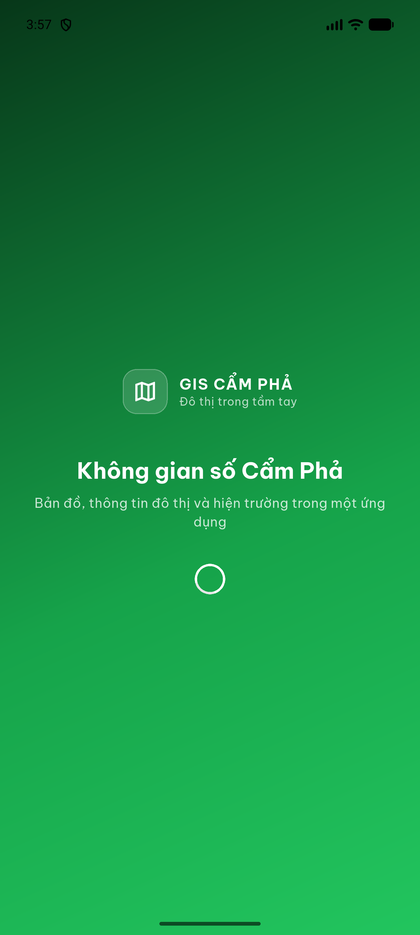 3:57
GIS CẨM PHẢ
Đô thị trong tầm tay
Không gian số Cẩm Phả
Bản đồ, thông tin đô thị và hiện trường trong một ứng
dụng